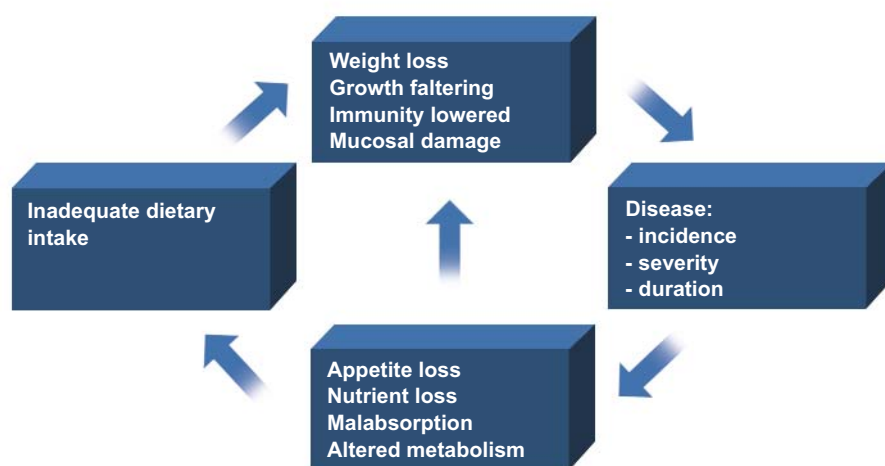 Weight loss
Growth faltering
Immunity lowered
Mucosal damage
Inadequate dietary
intake
Disease:
- incidence
- severity
- duration
Appetite loss
Nutrient loss
Malabsorption
Altered metabolism